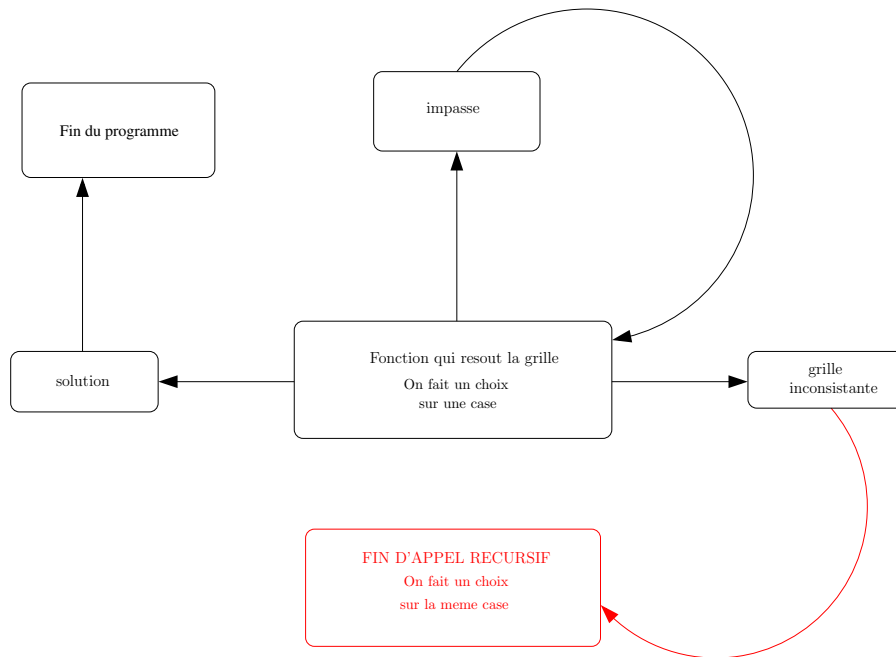 impasse
Fin du programme
Fonction qui resout la grille
On fait un choix
sur une case
solution
grille
inconsistante
FIN D'APPEL RECURSIF
On fait un choix
sur la meme case